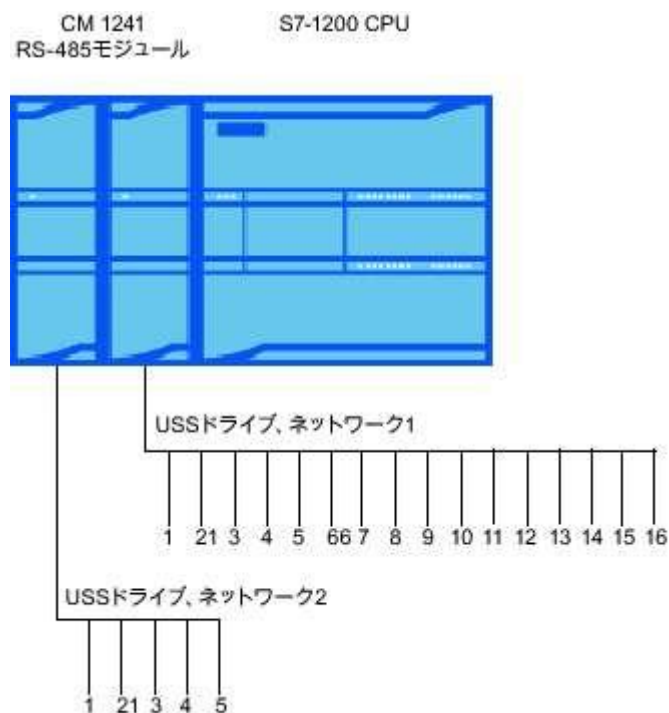 CM 1241
RS-485モジュール
S7-1200 CPU
USSドライブ、ネットワーク1
1 21 3 4 5 66 7 8 9 10 11 12 13 14 15 16
USSドライブ、ネットワーク2
1 21 3 4 5